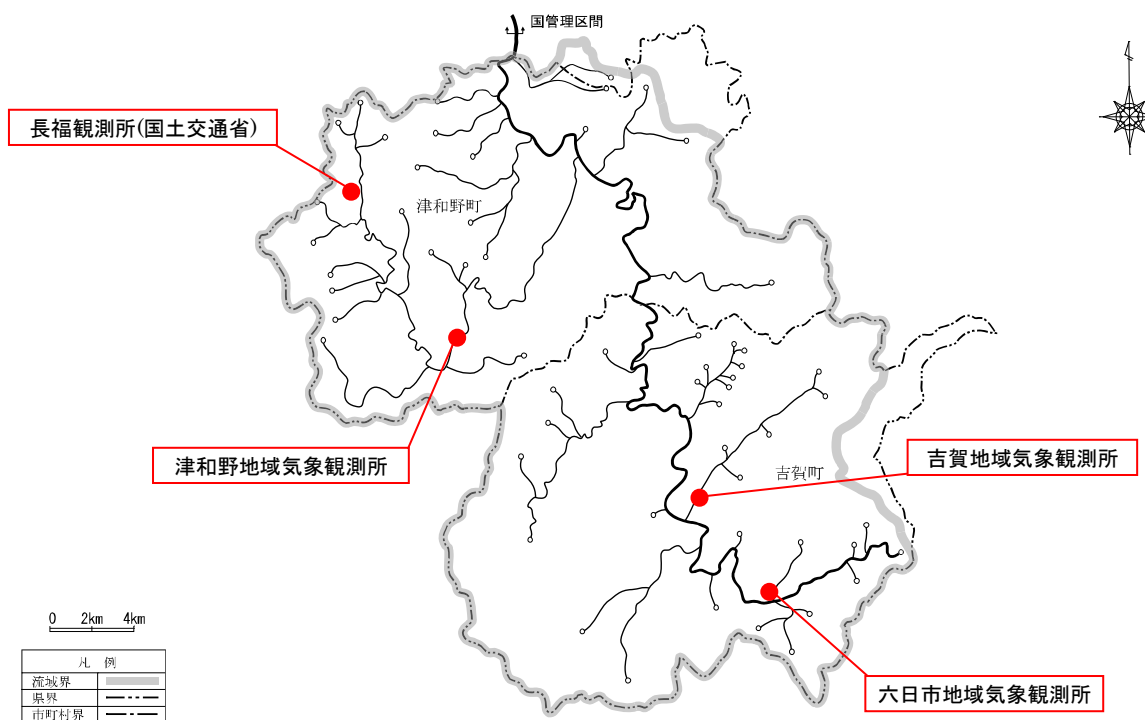 国管理区間
長福観測所(国土交通省)
津和野町
津和野地域気象観測所
吉賀地域気象観測所
吉賀町
六日市地域気象観測所
0 2km 4km
凡 例
流域界
県界
市町村界